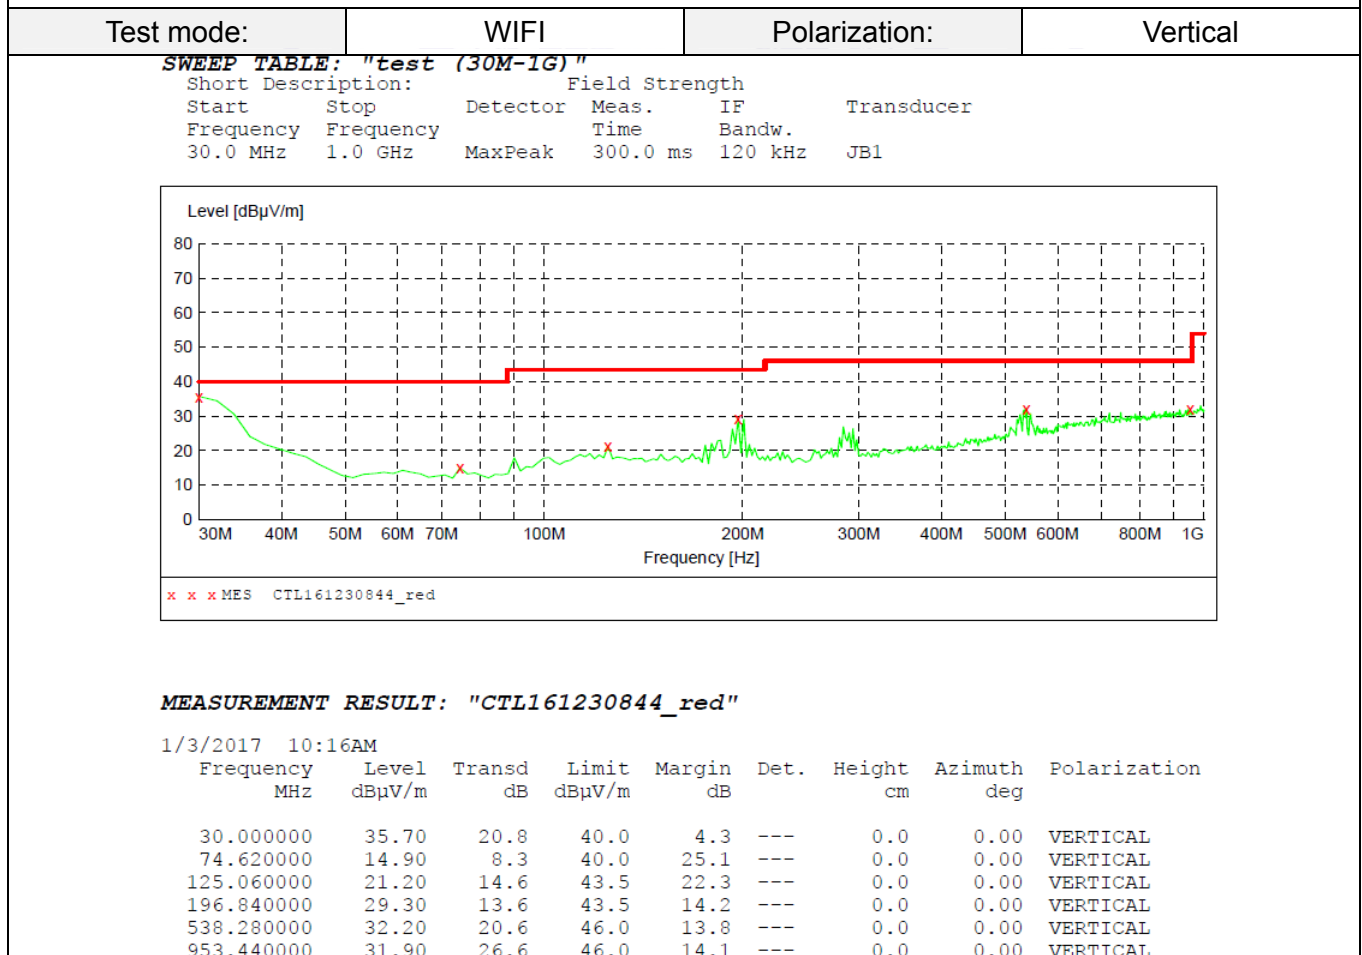 Test mode: WIFI Polarization: Vertical
SWEEP TABLE: "test (30M-1G)"
Short Description: Field Strength
Start Stop Detector Meas. IF Transducer
Frequency Frequency Time Bandw.
30.0 MHz 1.0 GHz MaxPeak 300.0 ms 120 kHz JB1
Level [dBµV/m]
80
70
60
50
40
30
20
10
0
30M 40M 50M 60M 70M 100M 200M 300M 400M 500M 600M 800M 1G
Frequency [Hz]
x x x MES CTL161230844_red
MEASUREMENT RESULT: "CTL161230844_red"
1/3/2017 10:16AM
Frequency Level Transd Limit Margin Det. Height Azimuth Polarization
MHz dBµV/m dB dBµV/m dB cm deg
30.000000 35.70 20.8 40.0 4.3 --- 0.0 0.00 VERTICAL
74.620000 14.90 8.3 40.0 25.1 --- 0.0 0.00 VERTICAL
125.060000 21.20 14.6 43.5 22.3 --- 0.0 0.00 VERTICAL
196.840000 29.30 13.6 43.5 14.2 --- 0.0 0.00 VERTICAL
538.280000 32.20 20.6 46.0 13.8 --- 0.0 0.00 VERTICAL
953.440000 31.90 26.6 46.0 14.1 --- 0.0 0.00 VERTICAL